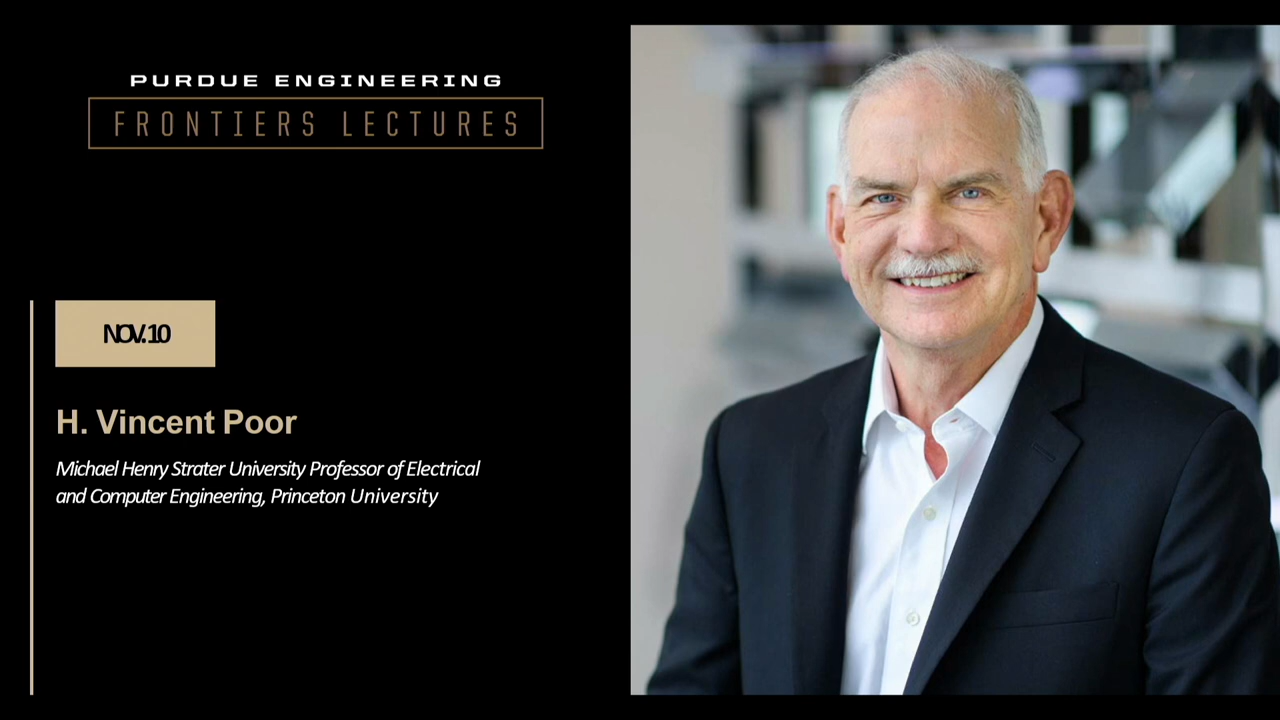 PURDUE ENGINEERING
FRONTIERS LECTURES
NOV.10
H. Vincent Poor
Michael Henry Strater University Professor of Electrical
and Computer Engineering, Princeton University